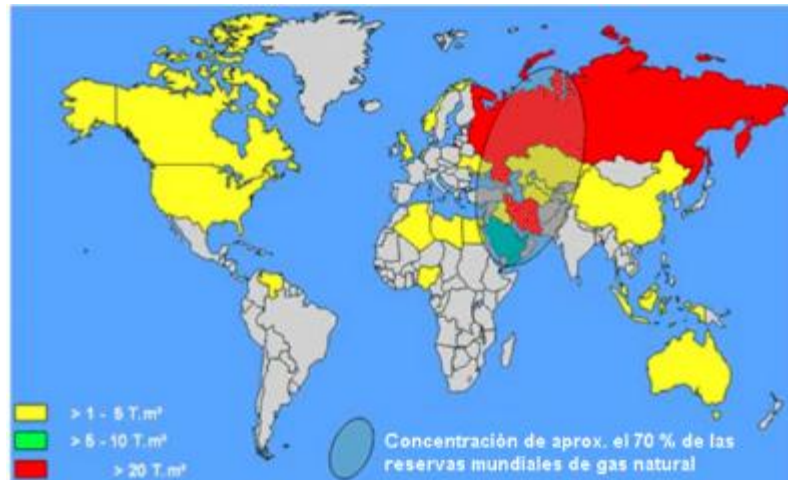 > 1 - 5 T.m³
> 5 - 10 T.m³
> 20 T.m³
Concentración de aprox. el 70 % de las
reservas mundiales de gas natural